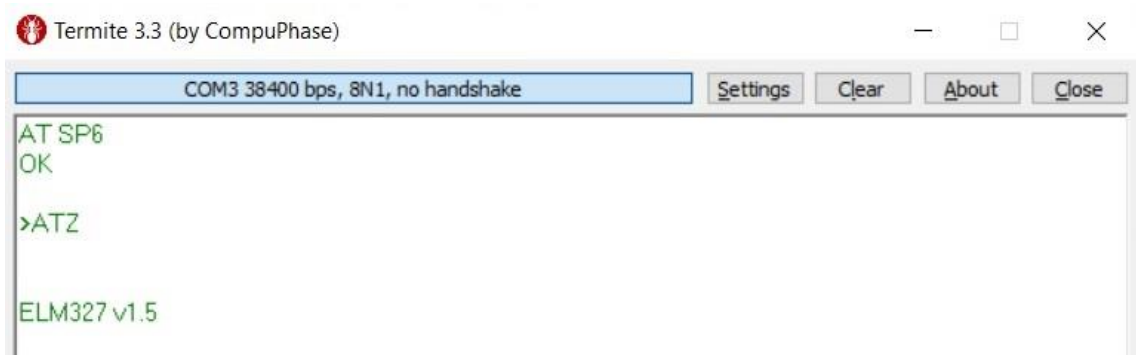 Termite 3.3 (by CompuPhase)
COM3 38400 bps, 8N1, no handshake Settings Clear About Close
AT SP6
OK
>ATZ
ELM327 v1.5